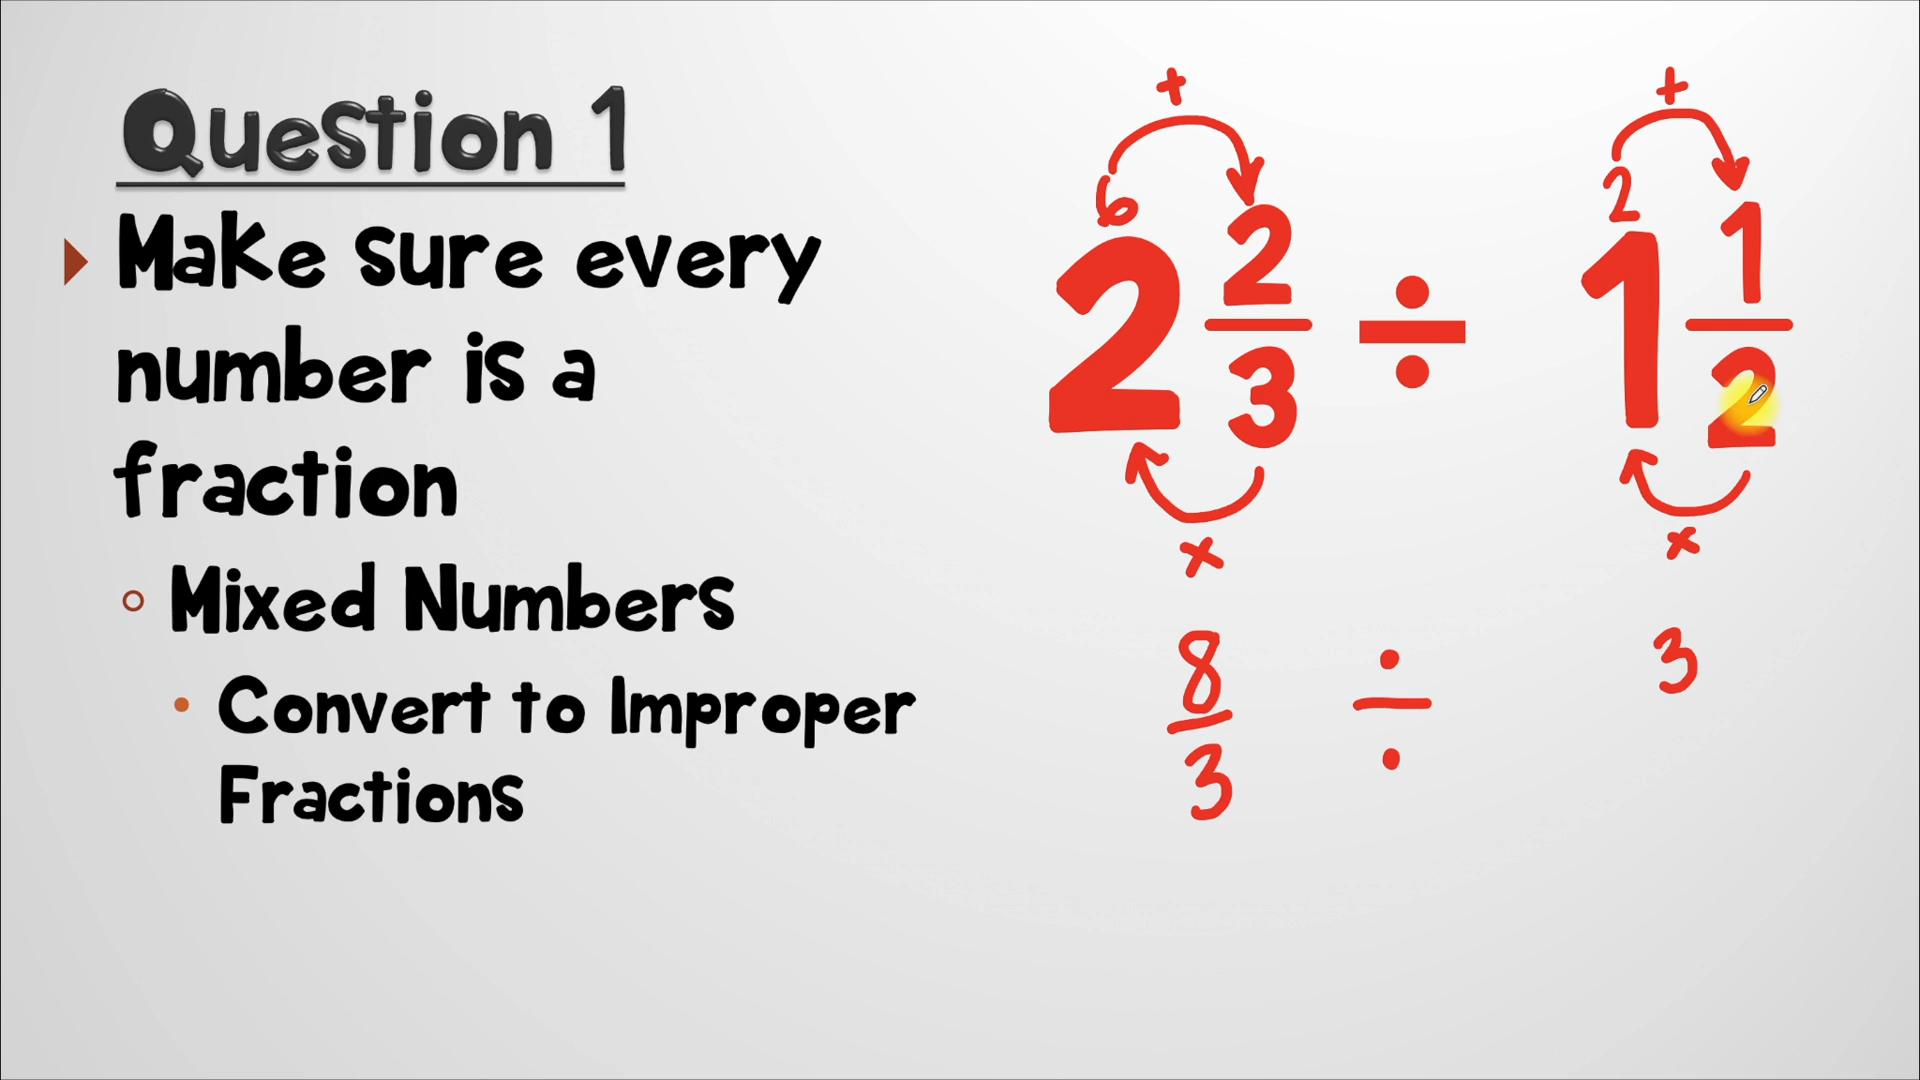 Question 1
Make sure every
number is a
fraction
Mixed Numbers
Convert to Improper
Fractions
+ +
6 2
2 2/3 ÷ 1 1/2
x x
8/3 ÷ 3